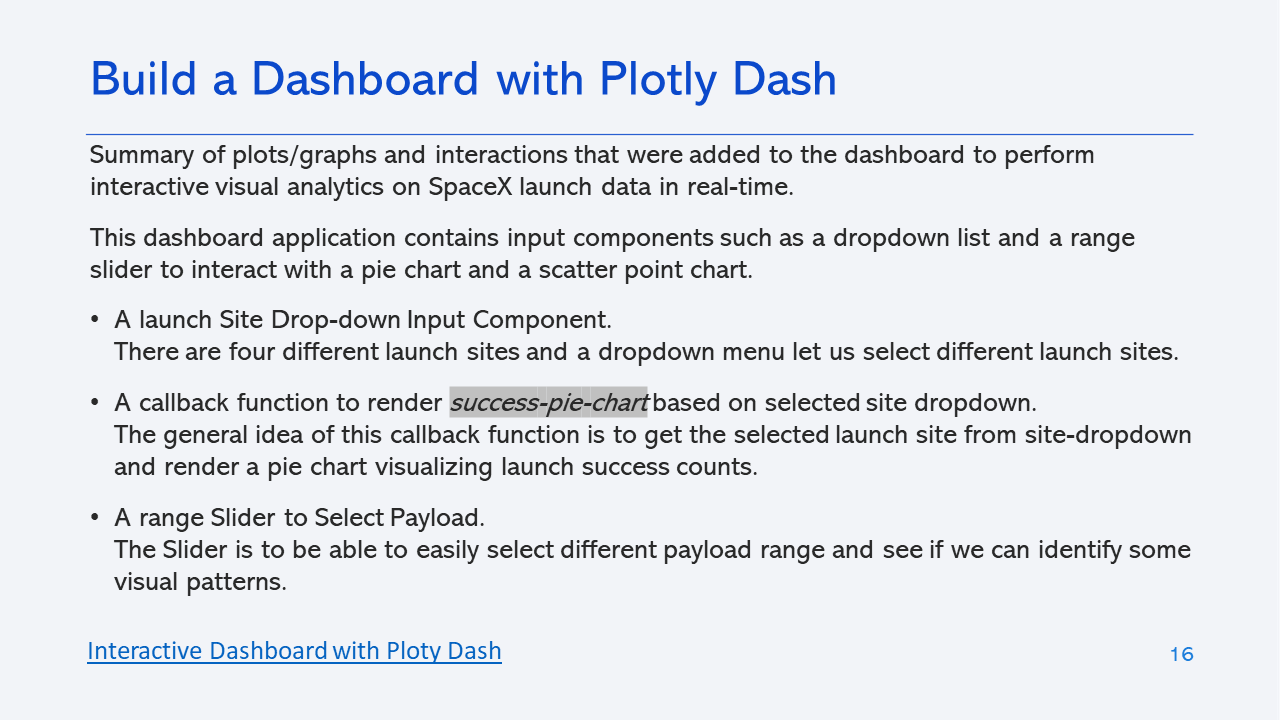 Build a Dashboard with Plotly Dash
Summary of plots/graphs and interactions that were added to the dashboard to perform
interactive visual analytics on SpaceX launch data in real-time.
This dashboard application contains input components such as a dropdown list and a range
slider to interact with a pie chart and a scatter point chart.
• A launch Site Drop-down Input Component.
There are four different launch sites and a dropdown menu let us select different launch sites.
• A callback function to render success-pie-chart based on selected site dropdown.
The general idea of this callback function is to get the selected launch site from site-dropdown
and render a pie chart visualizing launch success counts.
• A range Slider to Select Payload.
The Slider is to be able to easily select different payload range and see if we can identify some
visual patterns.
Interactive Dashboard with Ploty Dash
16